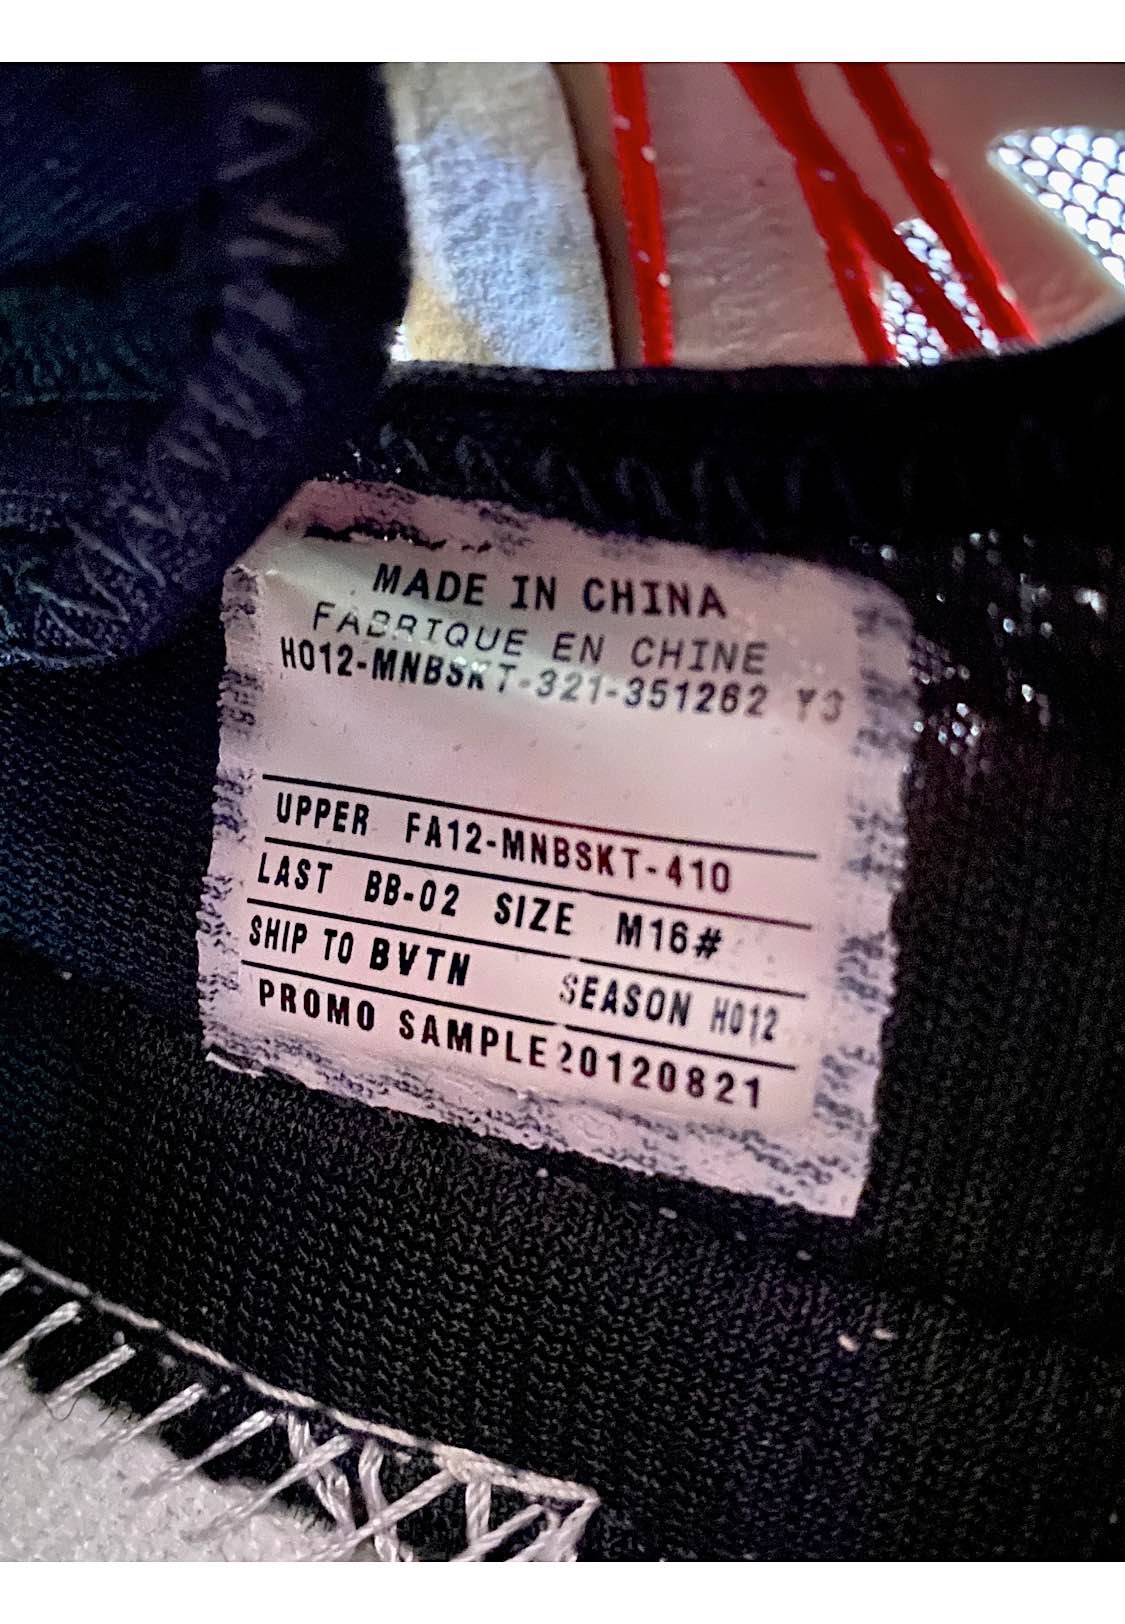 MADE IN CHINA
FABRIQUE EN CHINE
HO12-MNBSKT-321-351262 Y3
UPPER FA12-MNBSKT-410
LAST BB-02 SIZE M16#
SHIP TO BVTN SEASON HO12
PROMO SAMPLE 20120821